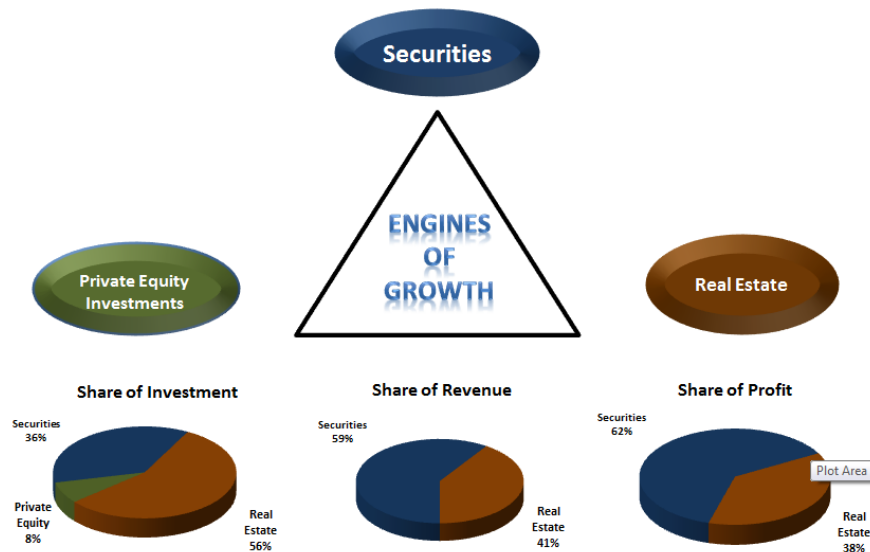 Securities
ENGINES
OF
GROWTH
Private Equity
Investments
Real Estate
Share of Investment
Securities
36%
Private
Equity
8%
Real
Estate
56%
Share of Revenue
Securities
59%
Real
Estate
41%
Share of Profit
Securities
62%
Plot Area
Real
Estate
38%